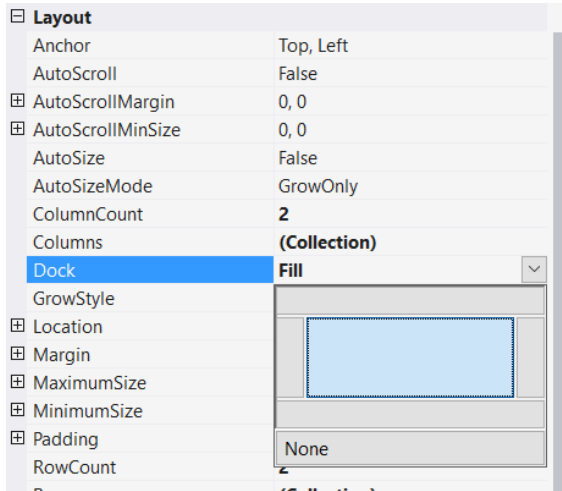 Layout
Anchor Top, Left
AutoScroll False
AutoScrollMargin 0, 0
AutoScrollMinSize 0, 0
AutoSize False
AutoSizeMode GrowOnly
ColumnCount 2
Columns (Collection)
Dock Fill
GrowStyle
Location
Margin
MaximumSize
MinimumSize
Padding
None
RowCount